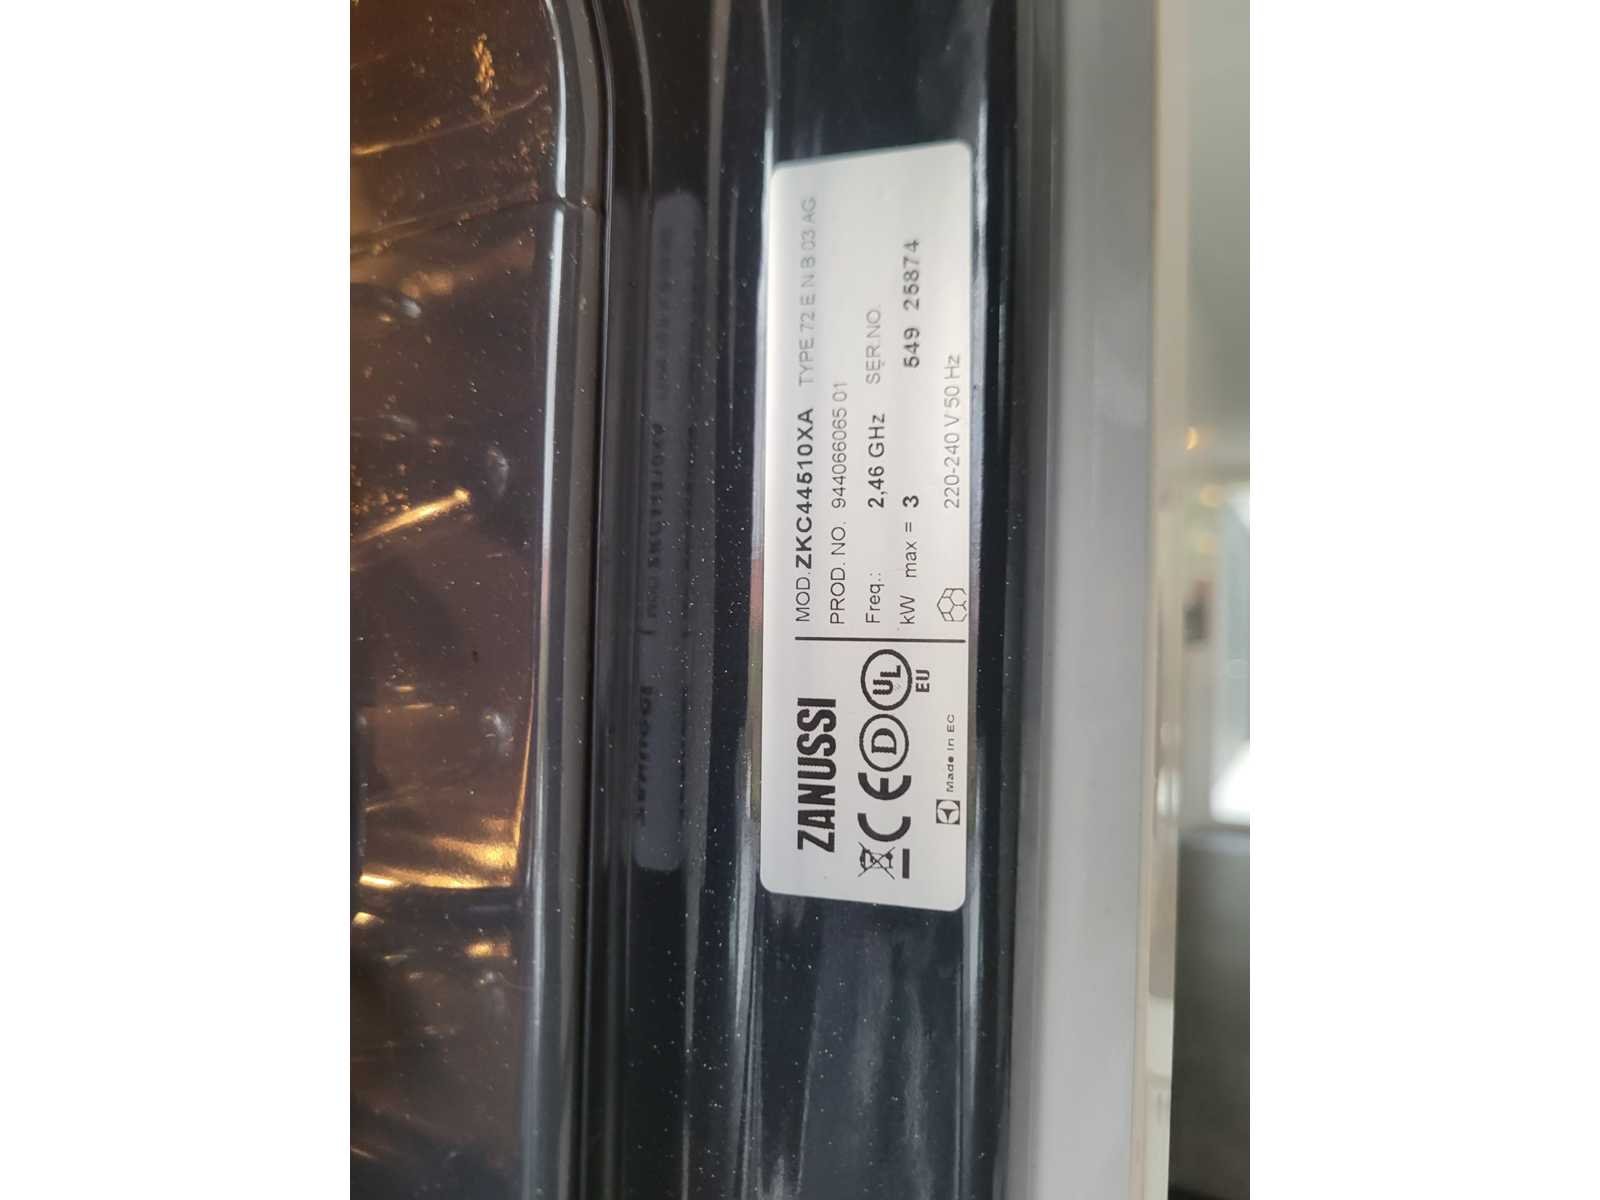 ZANUSSI
CE D UL
EU
Made in EC
MOD. ZKC44510XA TYPE 72 E N B 03 AG
PROD. NO. 944066065 01
Freq.: 2,46 GHz SER.NO.
kW max = 3 549 25874
220-240 V 50 Hz